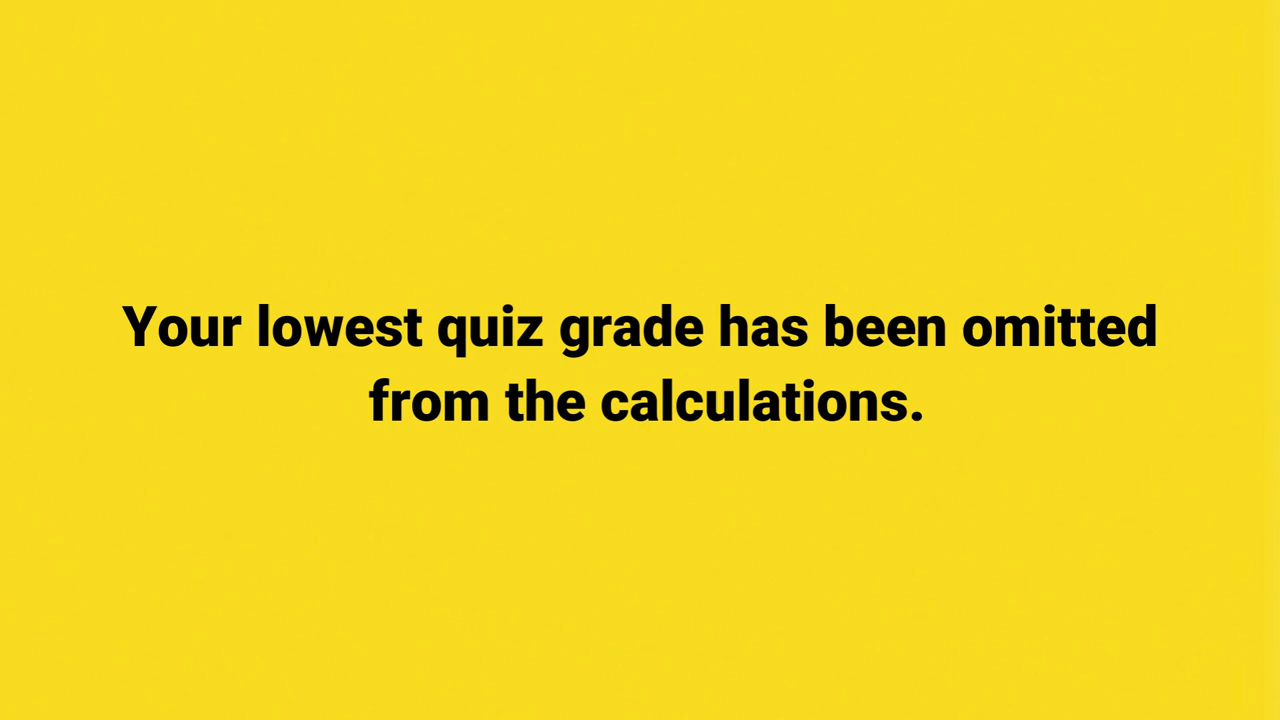 Your lowest quiz grade has been omitted
from the calculations.